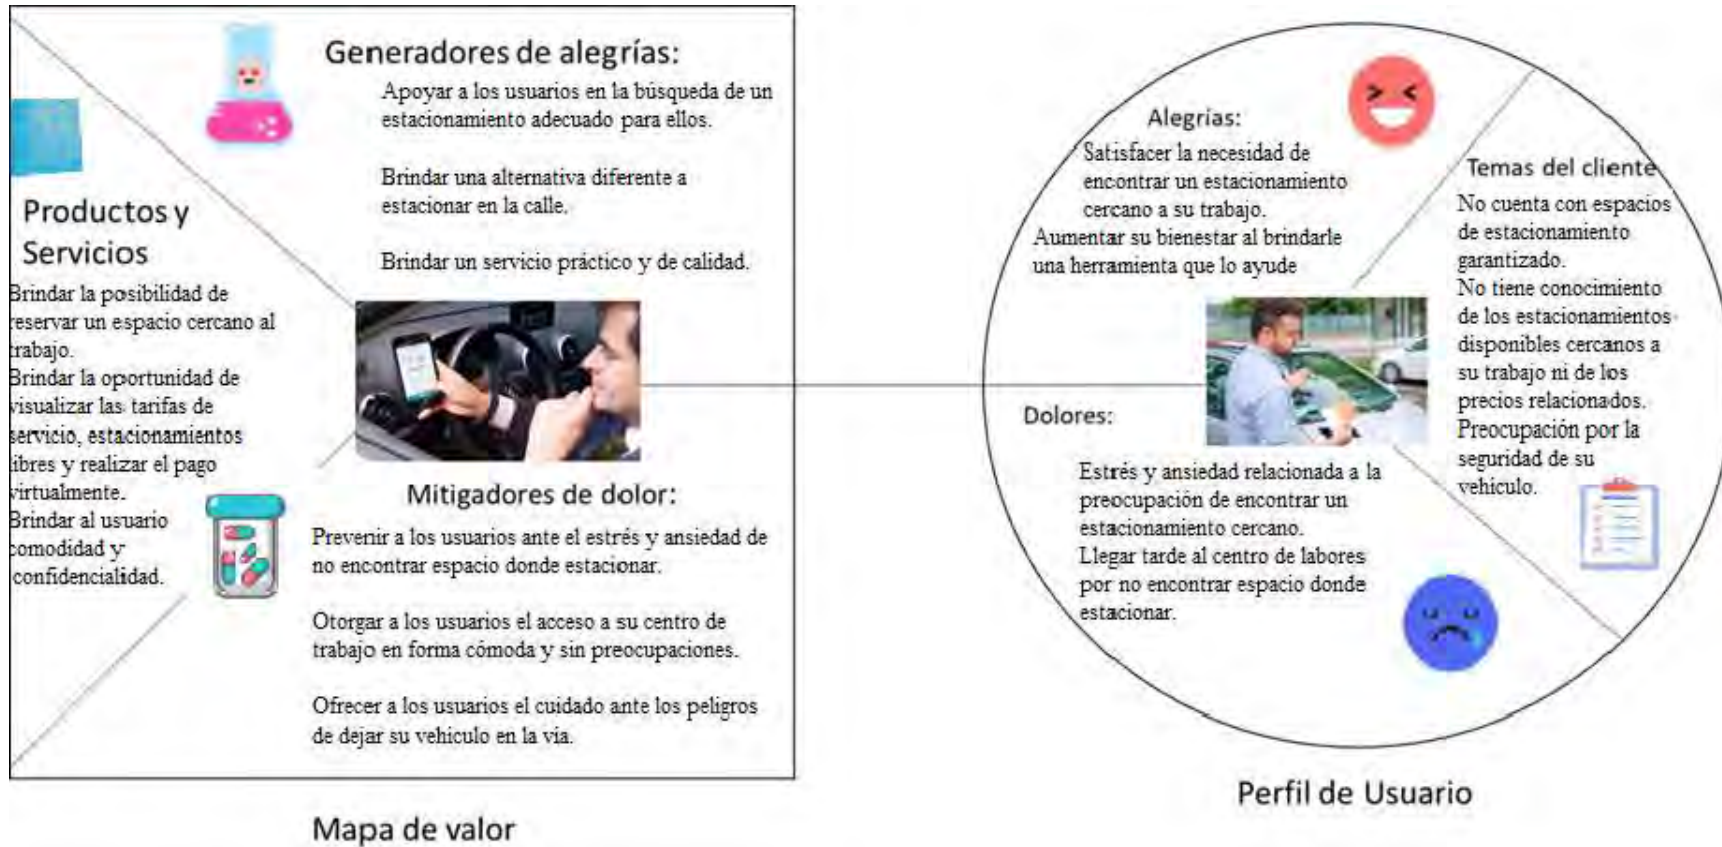 Generadores de alegrías:
Apoyar a los usuarios en la búsqueda de un
estacionamiento adecuado para ellos.
Brindar una alternativa diferente a
estacionar en la calle.
Brindar un servicio práctico y de calidad.
Productos y
Servicios
Brindar la posibilidad de
reservar un espacio cercano al
trabajo.
Brindar la oportunidad de
visualizar las tarifas de
servicio, estacionamientos
libres y realizar el pago
virtualmente.
Brindar al usuario
comodidad y
confidencialidad.
Mitigadores de dolor:
Prevenir a los usuarios ante el estrés y ansiedad de
no encontrar espacio donde estacionar.
Otorgar a los usuarios el acceso a su centro de
trabajo en forma cómoda y sin preocupaciones.
Ofrecer a los usuarios el cuidado ante los peligros
de dejar su vehiculo en la via.
Mapa de valor
Alegrías:
Satisfacer la necesidad de
encontrar un estacionamiento
cercano a su trabajo.
Aumentar su bienestar al brindarle
una herramienta que lo ayude
Temas del cliente
No cuenta con espacios
de estacionamiento
garantizado.
No tiene conocimiento
de los estacionamientos
disponibles cercanos a
su trabajo ni de los
precios relacionados.
Preocupación por la
seguridad de su
vehiculo.
Dolores:
Estrés y ansiedad relacionada a la
preocupación de encontrar un
estacionamiento cercano.
Llegar tarde al centro de labores
por no encontrar espacio donde
estacionar.
Perfil de Usuario